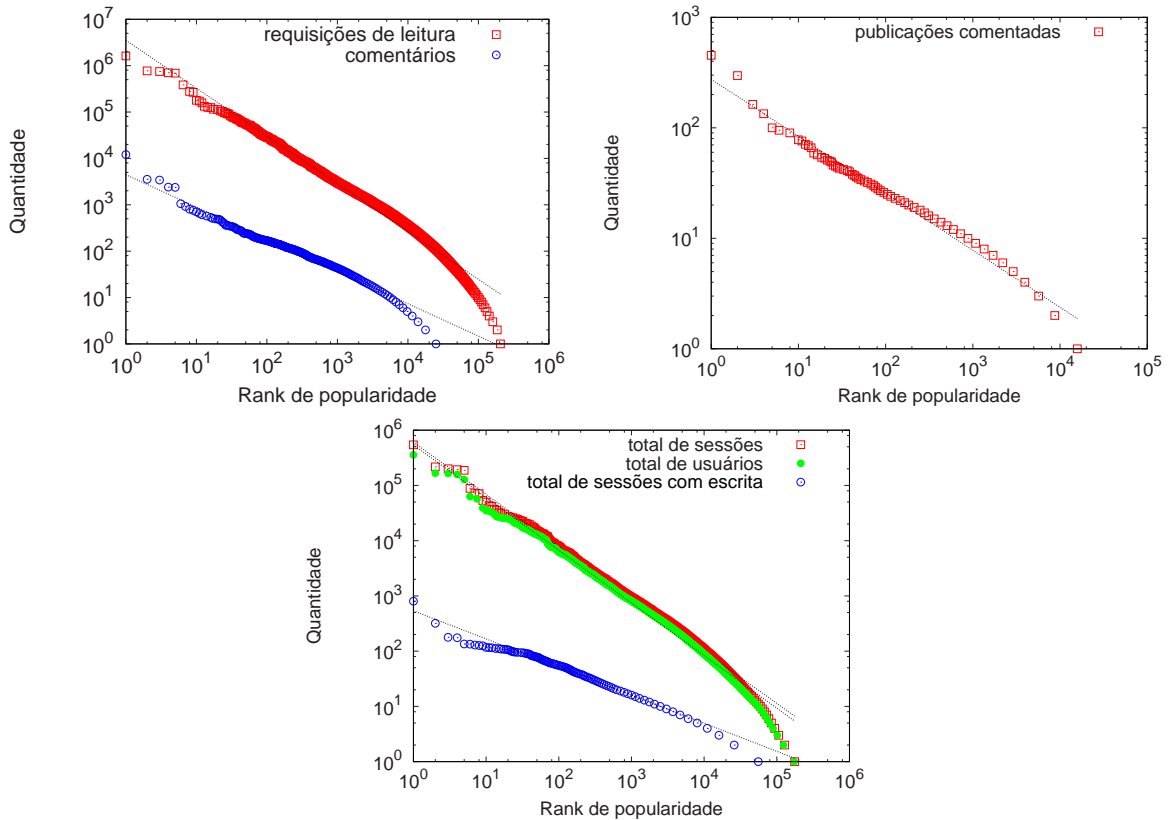 requisições de leitura
comentários
10^7
10^6
10^5
10^4
10^3
10^2
10^1
10^0
Quantidade
10^0 10^1 10^2 10^3 10^4 10^5 10^6
Rank de popularidade
publicações comentadas
10^3
10^2
10^1
10^0
Quantidade
10^0 10^1 10^2 10^3 10^4 10^5
Rank de popularidade
total de sessões
total de usuários
total de sessões com escrita
10^6
10^5
10^4
10^3
10^2
10^1
10^0
Quantidade
10^0 10^1 10^2 10^3 10^4 10^5 10^6
Rank de popularidade